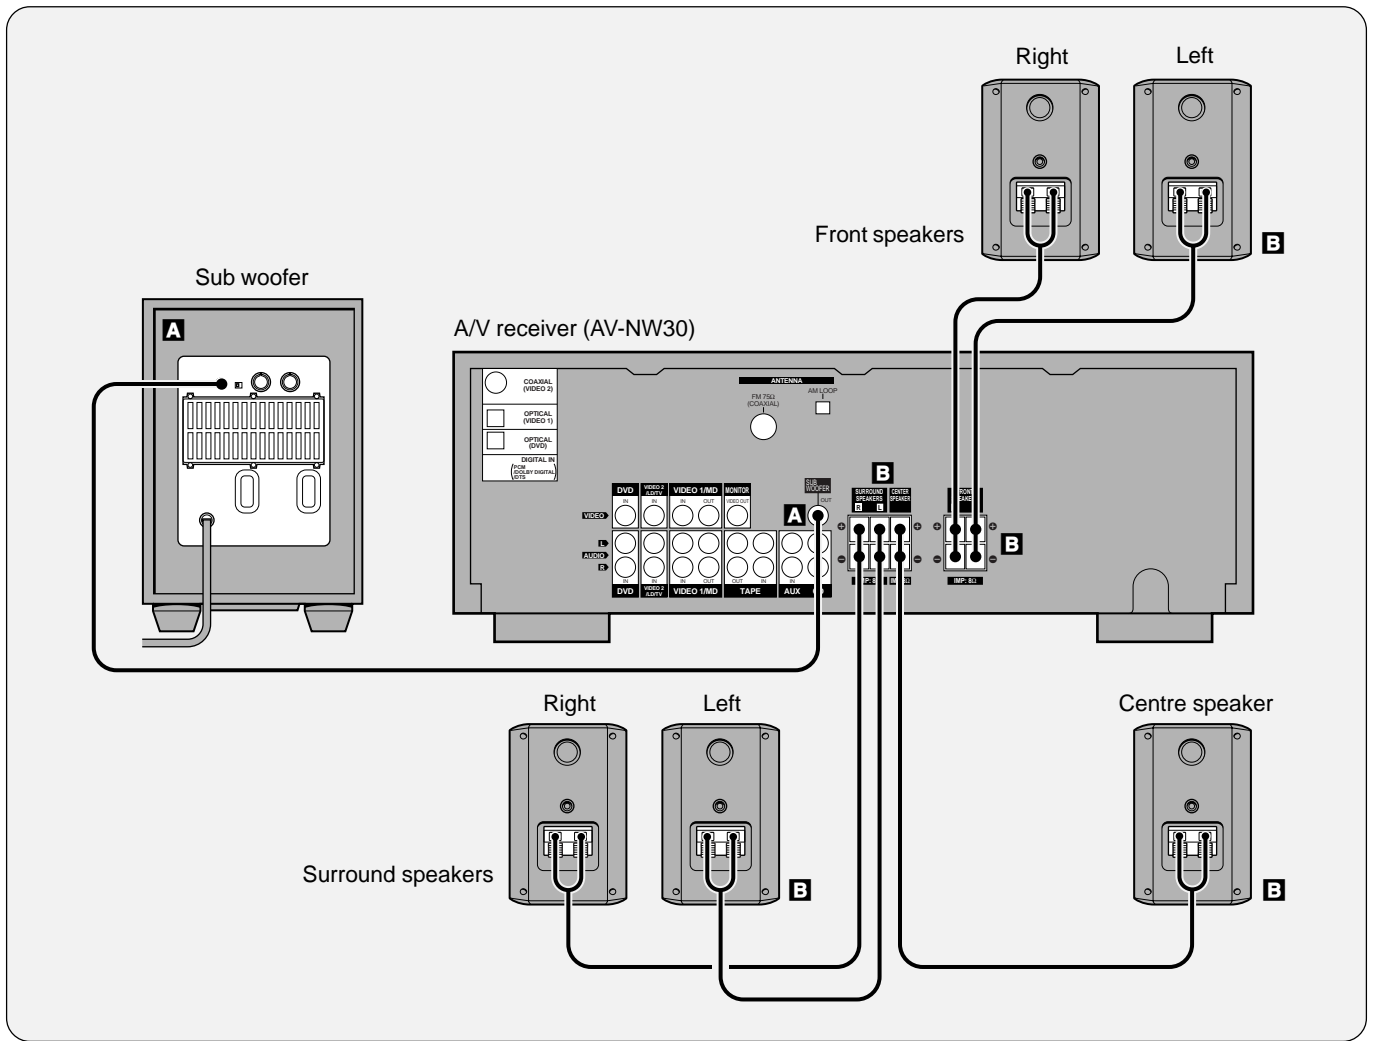 Right
Left
Front speakers
B
Sub woofer
A
A/V receiver (AV-NW30)
COAXIAL
(VIDEO 2)
OPTICAL
(VIDEO 1)
OPTICAL
(DVD)
DIGITAL IN
(PCM
/DOLBY DIGITAL
/DTS)
ANTENNA
FM 75Ω
(COAXIAL)
AM LOOP
B
DVD
VIDEO 2
/LD/TV
VIDEO 1/MD
MONITOR
SUB
WOOFER
SURROUND
SPEAKERS
R L
CENTER
SPEAKER
IN
IN
IN
OUT
VIDEO OUT
OUT
VIDEO
A
+
+
+
+
L
B
AUDIO
R
−
−
−
−
IN
IN
IN
OUT
OUT
IN
IN
DVD
VIDEO 2
/LD/TV
VIDEO 1/MD
TAPE
AUX
IMP: 8Ω
Right
Left
Centre speaker
Surround speakers
B
B